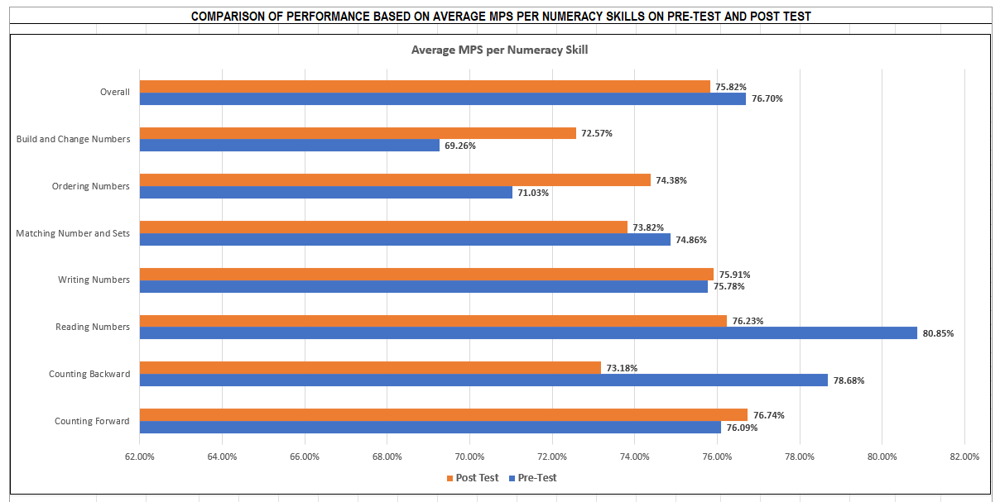 COMPARISON OF PERFORMANCE BASED ON AVERAGE MPS PER NUMERACY SKILLS ON PRE-TEST AND POST TEST
Average MPS per Numeracy Skill
Overall
75.82%
76.70%
Build and Change Numbers
72.57%
69.26%
Ordering Numbers
74.38%
71.03%
Matching Number and Sets
73.82%
74.86%
Writing Numbers
75.91%
75.78%
Reading Numbers
76.23%
80.85%
Counting Backward
73.18%
78.68%
Counting Forward
76.74%
76.09%
62.00% 64.00% 66.00% 68.00% 70.00% 72.00% 74.00% 76.00% 78.00% 80.00% 82.00%
Post Test Pre-Test